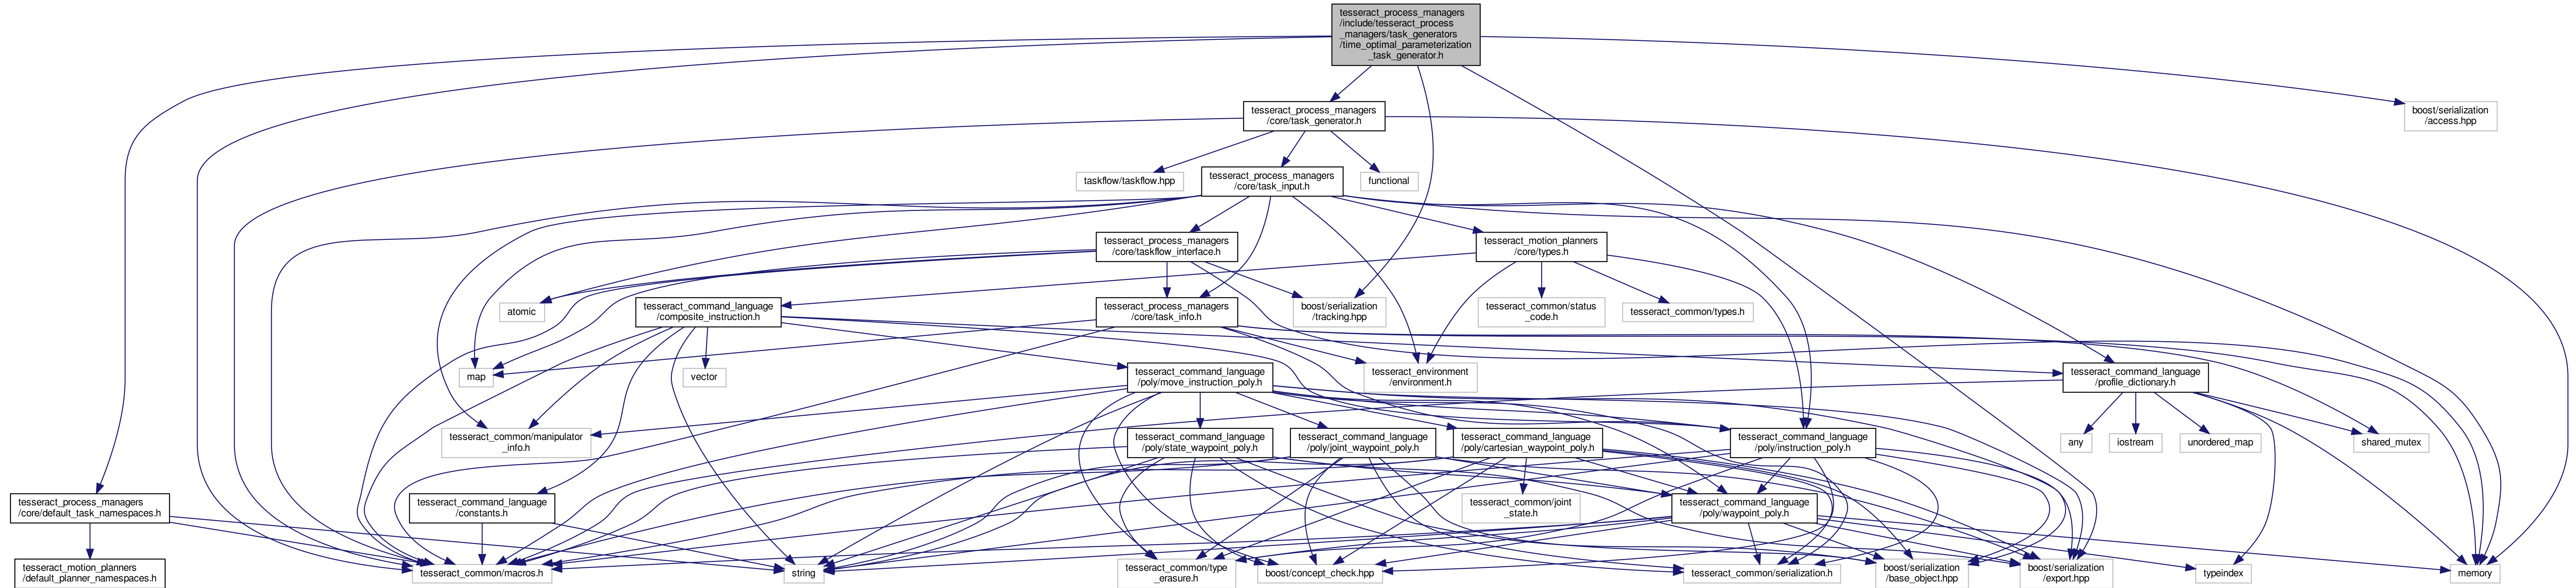 tesseract_process_managers
/include/tesseract_process
_managers/task_generators
/time_optimal_parameterization
_task_generator.h
tesseract_process_managers
/core/task_generator.h
boost/serialization
/access.hpp
taskflow/taskflow.hpp
tesseract_process_managers
/core/task_input.h
functional
tesseract_process_managers
/core/taskflow_interface.h
tesseract_motion_planners
/core/types.h
atomic
tesseract_command_language
/composite_instruction.h
tesseract_process_managers
/core/task_info.h
boost/serialization
/tracking.hpp
tesseract_common/status
_code.h
tesseract_common/types.h
map
vector
tesseract_command_language
/poly/move_instruction_poly.h
tesseract_environment
/environment.h
tesseract_command_language
/profile_dictionary.h
tesseract_common/manipulator
_info.h
tesseract_command_language
/poly/state_waypoint_poly.h
tesseract_command_language
/poly/joint_waypoint_poly.h
tesseract_command_language
/poly/cartesian_waypoint_poly.h
tesseract_command_language
/poly/instruction_poly.h
any
iostream
unordered_map
shared_mutex
tesseract_process_managers
/core/default_task_namespaces.h
tesseract_command_language
/constants.h
tesseract_common/joint
_state.h
tesseract_command_language
/poly/waypoint_poly.h
tesseract_motion_planners
/default_planner_namespaces.h
tesseract_common/macros.h
string
tesseract_common/type
_erasure.h
boost/concept_check.hpp
tesseract_common/serialization.h
boost/serialization
/base_object.hpp
boost/serialization
/export.hpp
typeindex
memory